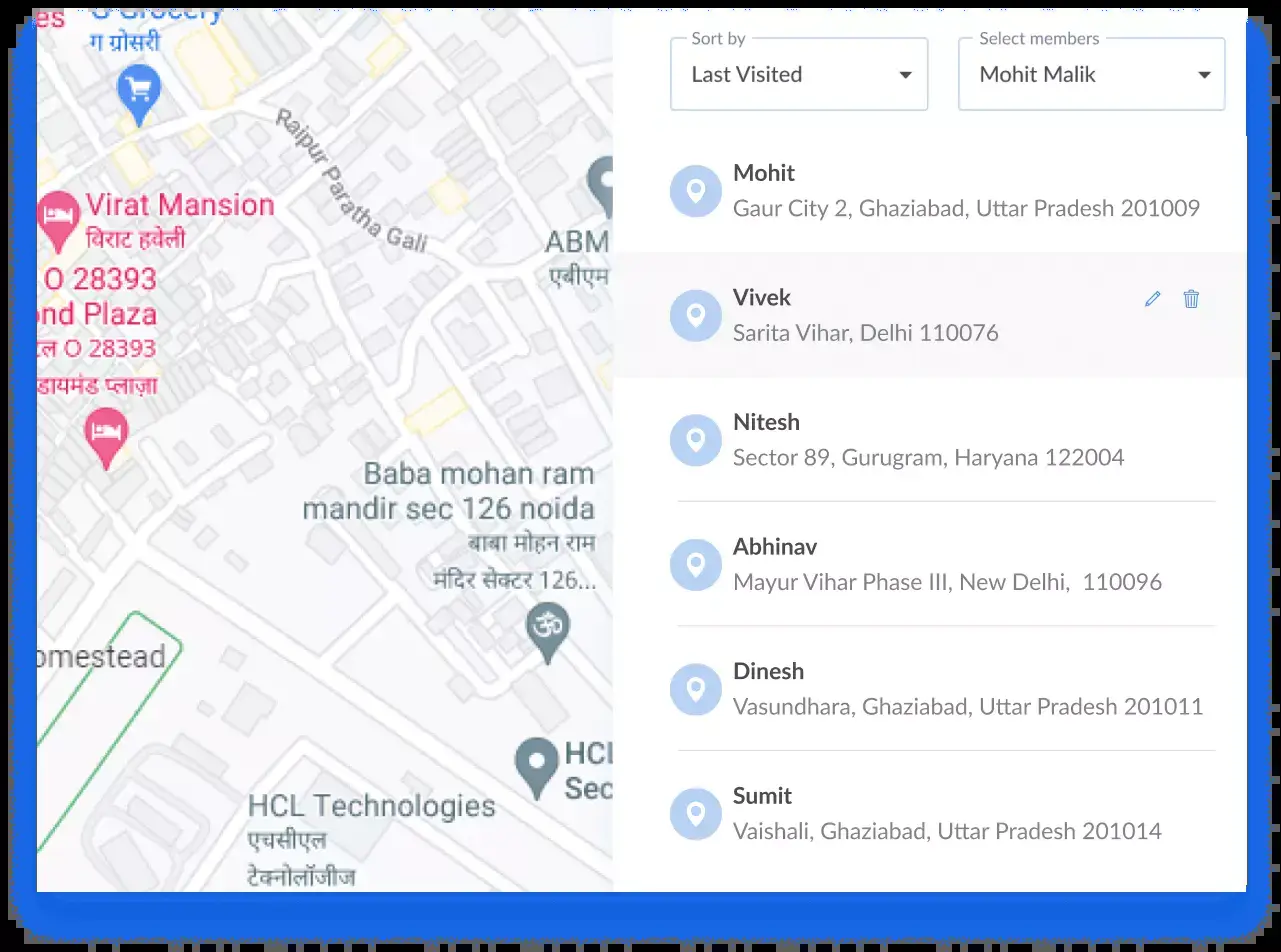 es
G Grocery
ग ग्रोसरी
Raipur Paratha Gali
Virat Mansion
विराट हवेली
O 28393
ond Plaza
टल O 28393
डायमंड प्लाज़ा
ABM
एबीएम
Baba mohan ram
mandir sec 126 noida
बाबा मोहन राम
मंदिर सेक्टर 126...
omestead
HCL
Sec
HCL Technologies
एचसीएल
टेक्नोलॉजीज
Sort by
Last Visited
Select members
Mohit Malik
Mohit
Gaur City 2, Ghaziabad, Uttar Pradesh 201009
Vivek
Sarita Vihar, Delhi 110076
Nitesh
Sector 89, Gurugram, Haryana 122004
Abhinav
Mayur Vihar Phase III, New Delhi,  110096
Dinesh
Vasundhara, Ghaziabad, Uttar Pradesh 201011
Sumit
Vaishali, Ghaziabad, Uttar Pradesh 201014